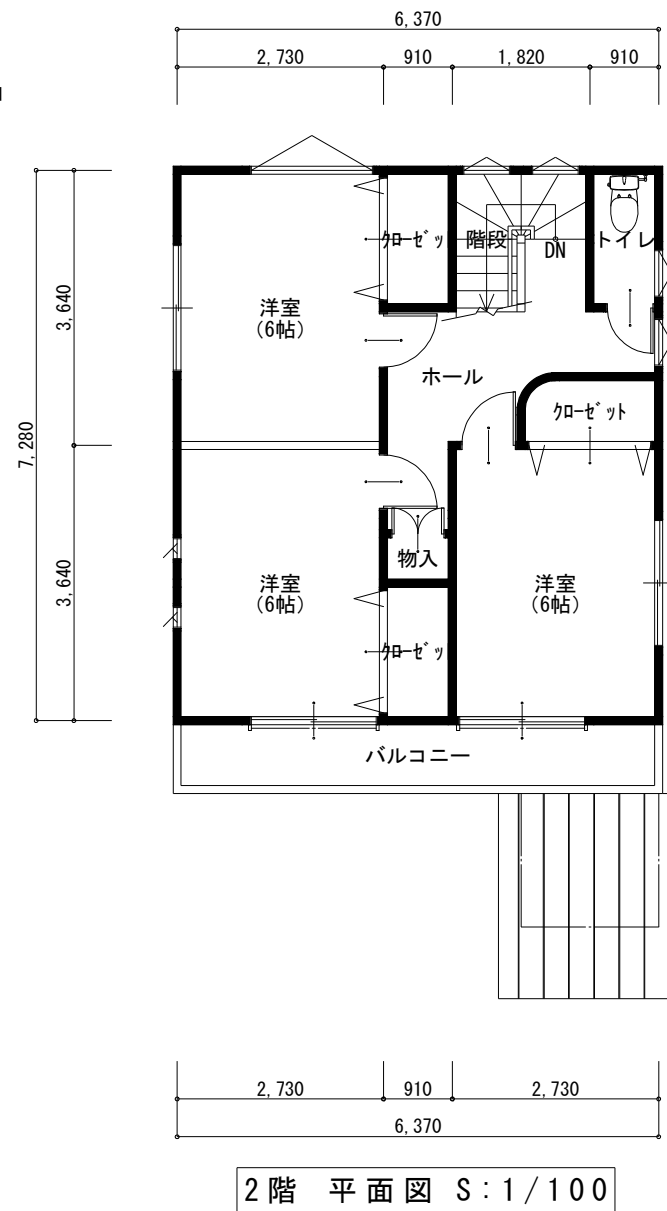 6,370
2,730
910
1,820
910
クローゼッ
階段
DN
トイレ
3,640
洋室
(6帖)
ホール
クローゼット
7,280
物入
3,640
洋室
(6帖)
洋室
(6帖)
クローゼッ
バルコニー
2,730
910
2,730
6,370
2階 平面図 S:1/100